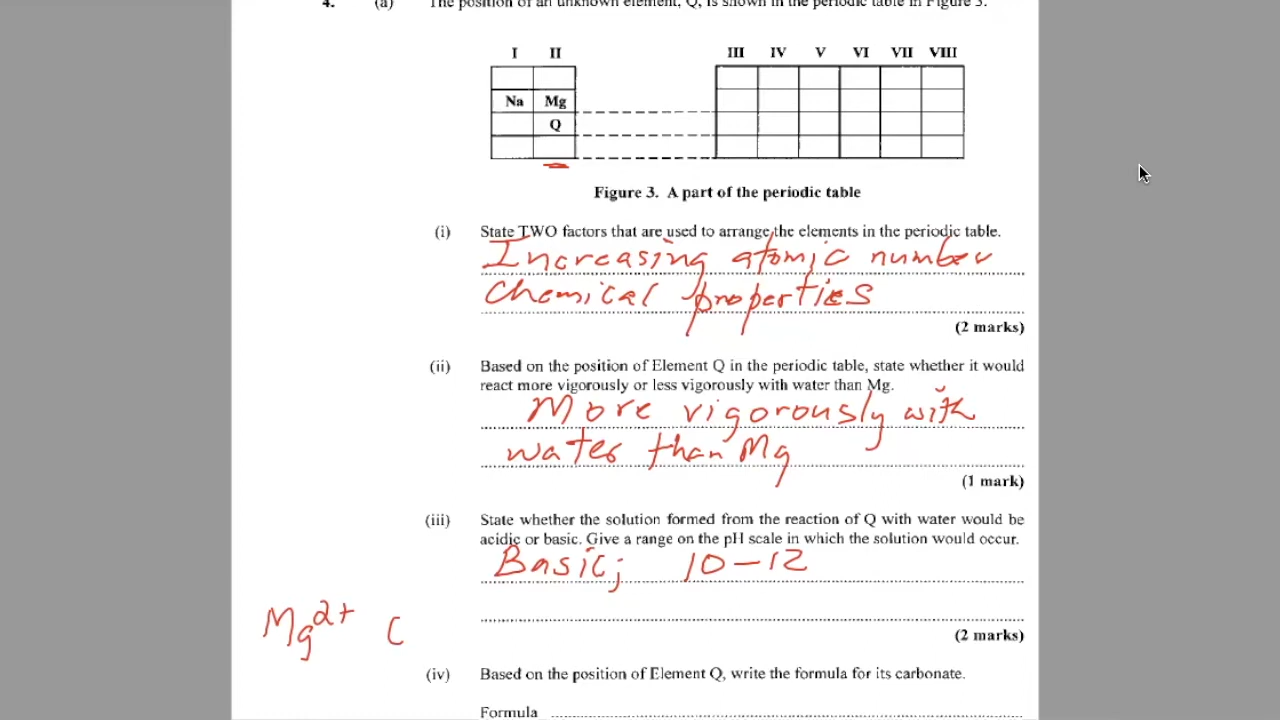 4. (a) The position of an unknown element, Q, is shown in the periodic table in Figure 3.
I II III IV V VI VII VIII
Na Mg
Q
Figure 3. A part of the periodic table
(i) State TWO factors that are used to arrange the elements in the periodic table.
Increasing atomic number
Chemical properties
(2 marks)
(ii) Based on the position of Element Q in the periodic table, state whether it would
react more vigorously or less vigorously with water than Mg.
More vigorously with
water than Mg
(1 mark)
(iii) State whether the solution formed from the reaction of Q with water would be
acidic or basic. Give a range on the pH scale in which the solution would occur.
Basic; 10-12
Mg2+ C
(2 marks)
(iv) Based on the position of Element Q, write the formula for its carbonate.
Formula